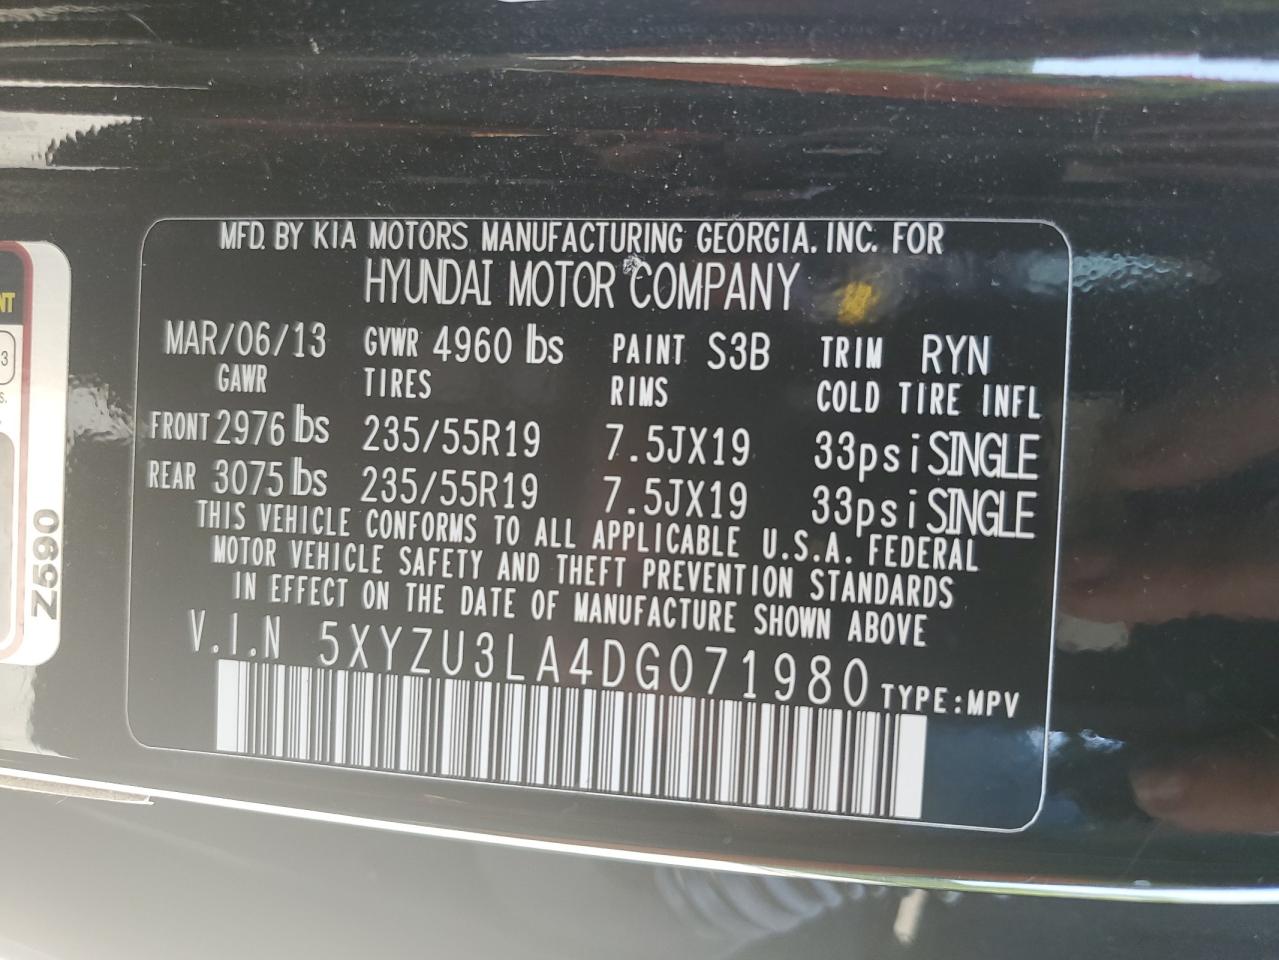 MFD. BY KIA MOTORS MANUFACTURING GEORGIA. INC. FOR
HYUNDAI MOTOR COMPANY
MAR/06/13 GVWR 4960 lbs PAINT S3B TRIM RYN
GAWR TIRES RIMS COLD TIRE INFL
FRONT 2976 lbs 235/55R19 7.5JX19 33psi SINGLE
REAR 3075 lbs 235/55R19 7.5JX19 33psi SINGLE
THIS VEHICLE CONFORMS TO ALL APPLICABLE U.S.A. FEDERAL
MOTOR VEHICLE SAFETY AND THEFT PREVENTION STANDARDS
IN EFFECT ON THE DATE OF MANUFACTURE SHOWN ABOVE
V.I.N 5XYZU3LA4DG071980 TYPE:MPV
NT
3
s.
Z590